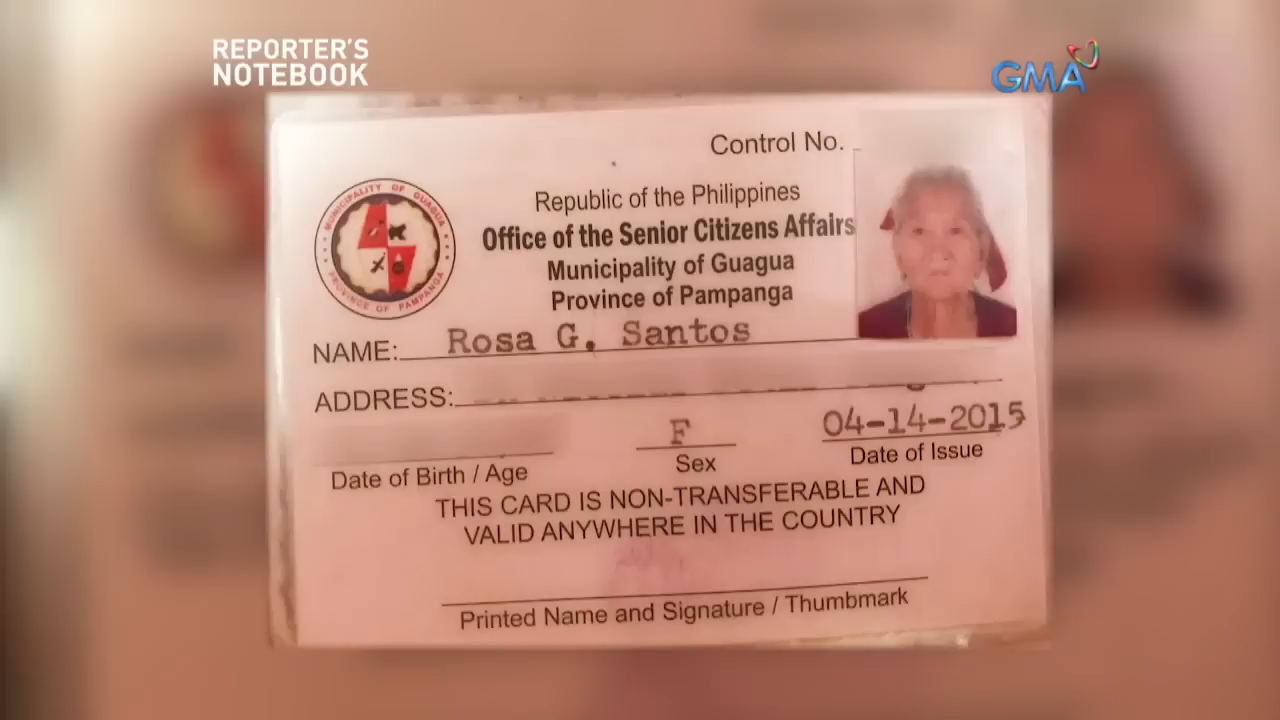 REPORTER'S
NOTEBOOK
GMA
Control No.
Republic of the Philippines
Office of the Senior Citizens Affairs
Municipality of Guagua
Province of Pampanga
MUNICIPALITY OF GUAGUA
PROVINCE OF PAMPANGA
NAME: Rosa G. Santos
ADDRESS:
F
04-14-2015
Date of Birth / Age
Sex
Date of Issue
THIS CARD IS NON-TRANSFERABLE AND
VALID ANYWHERE IN THE COUNTRY
Printed Name and Signature / Thumbmark